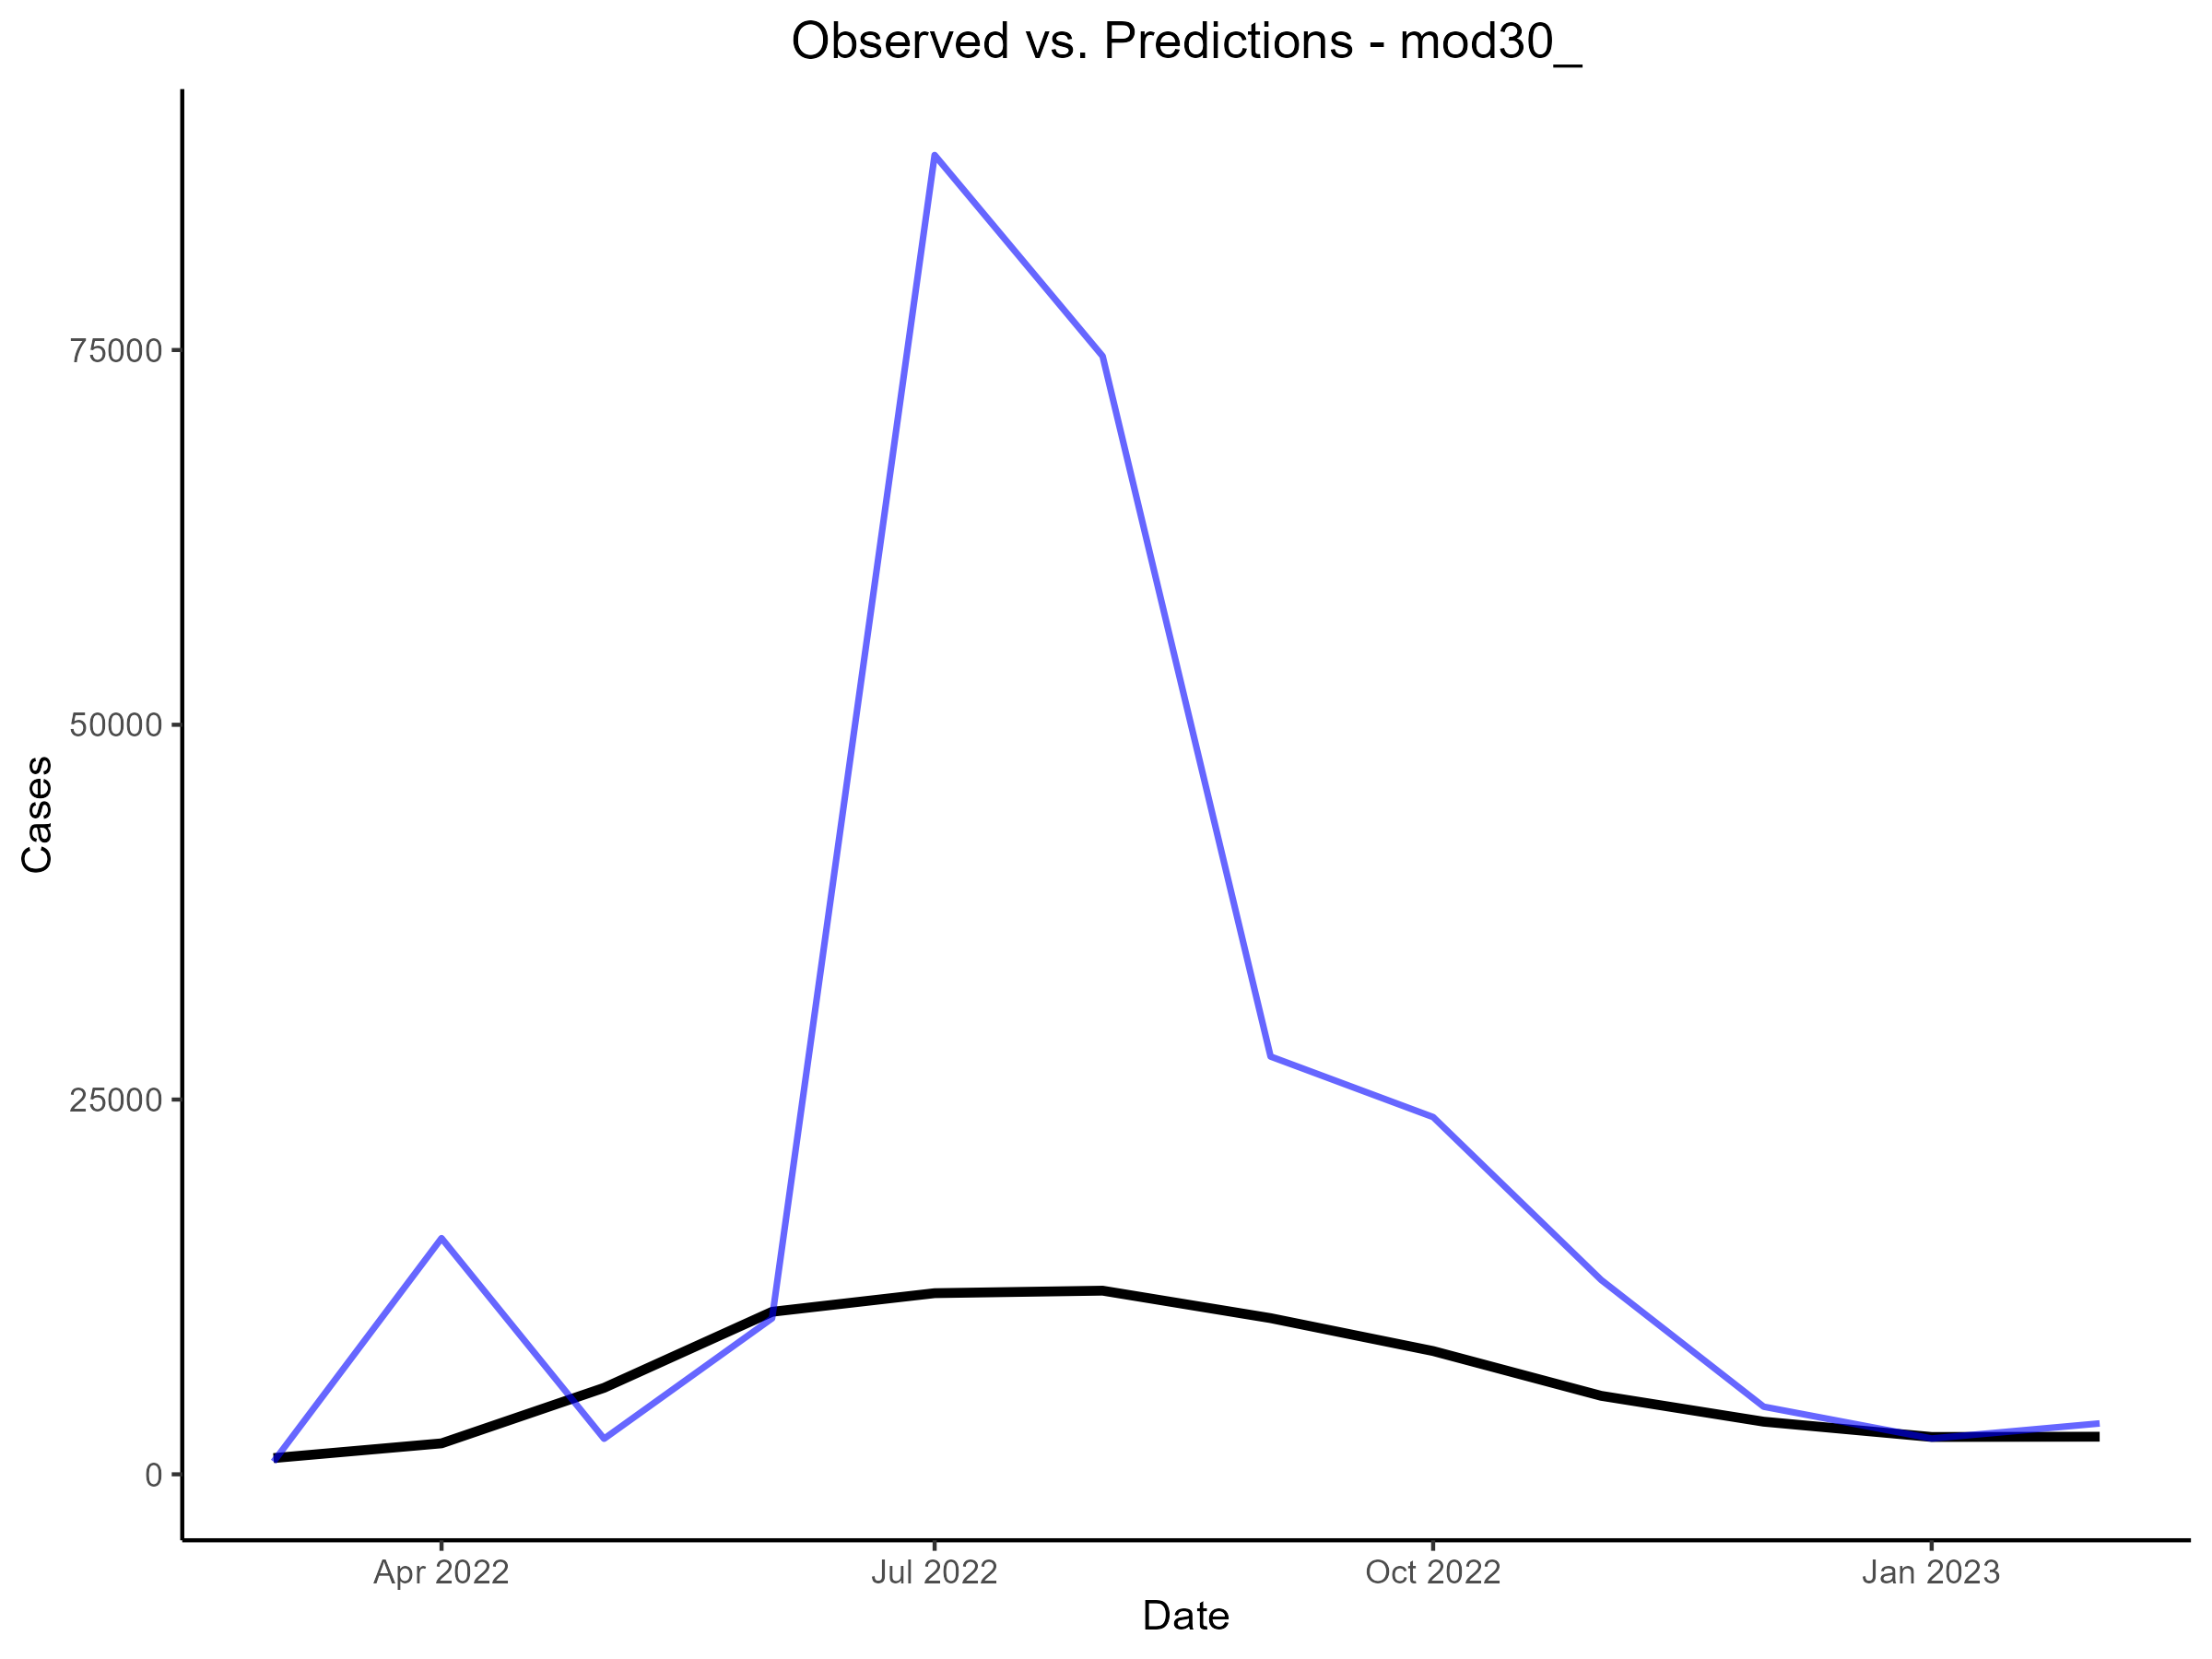 Observed vs. Predictions - mod30_
75000
50000
25000
0
Cases
Apr 2022
Jul 2022
Oct 2022
Jan 2023
Date